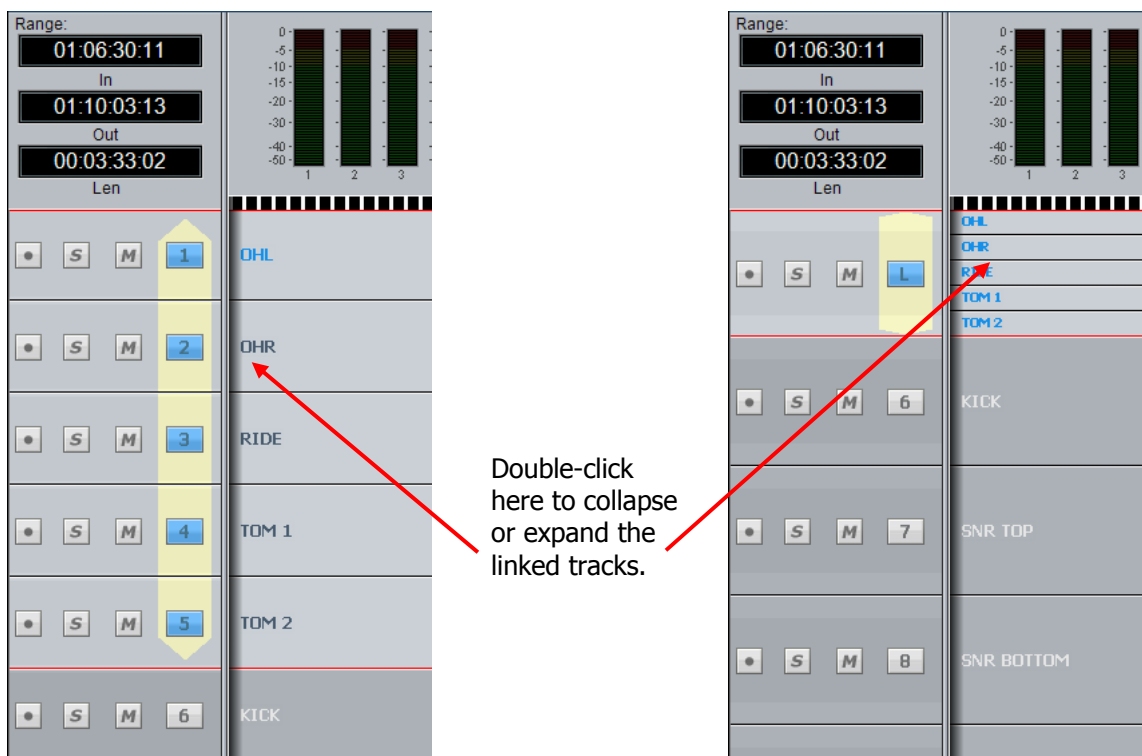 Range:
01:06:30:11
In
01:10:03:13
Out
00:03:33:02
Len
0
-5
-10
-15
-20
-30
-40
-50
1 2 3
S M 1 OHL
S M 2 OHR
S M 3 RIDE
S M 4 TOM 1
S M 5 TOM 2
S M 6 KICK
Double-click
here to collapse
or expand the
linked tracks.
Range:
01:06:30:11
In
01:10:03:13
Out
00:03:33:02
Len
0
-5
-10
-15
-20
-30
-40
-50
1 2 3
OHL
OHR
S M L RIDE
TOM 1
TOM 2
S M 6 KICK
S M 7 SNR TOP
S M 8 SNR BOTTOM